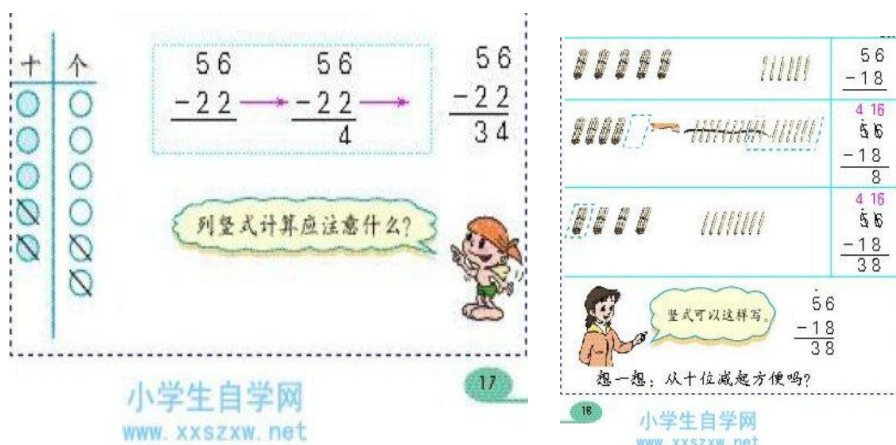 十 个
56 56 56
-22 -22 -22
4 34
列竖式计算应注意什么?
17
小学生自学网
www.xxszxw.net
56
-18
4 16
56
-18
8
4 16
56
-18
38
竖式可以这样写。
56
-18
38
想一想：从十位减起方便吗?
18
小学生自学网
www.xxszxw.net